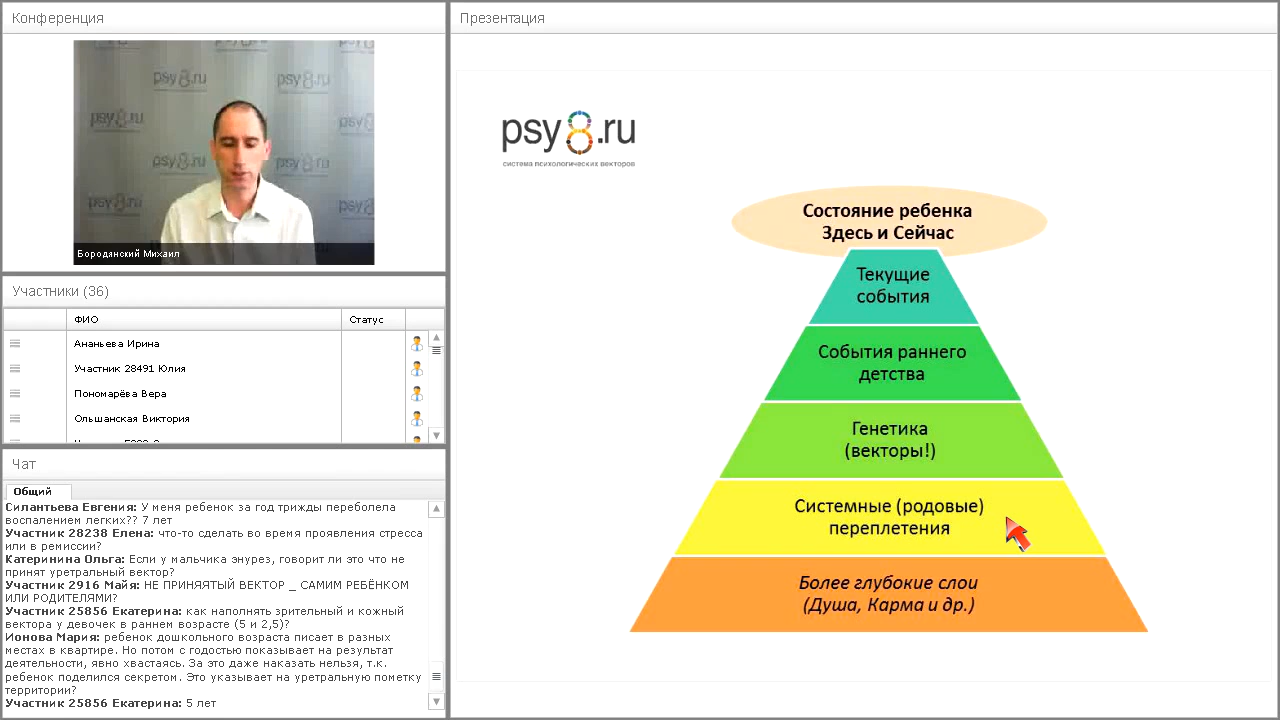 Конференция
psy8.ru
psy8.ru
psy8.ru
psy8.ru
psy8.ru
psy8.ru
psy8.ru
Бородянский Михаил
Участники (36)
ФИО
Статус
Ананьева Ирина
Участник 28491 Юлия
Пономарёва Вера
Ольшанская Виктория
Чат
Общий
Силантьева Евгения: У меня ребенок за год трижды переболела
воспалением легких?? 7 лет
Участник 28238 Елена: что-то сделать во время проявления стресса
или в ремиссии?
Катеринина Ольга: Если у мальчика энурез, говорит ли это что не
принят уретральный вектор?
Участник 2916 Майя: НЕ ПРИНЯЯТЫЙ ВЕКТОР _ САМИМ РЕБЁНКОМ
ИЛИ РОДИТЕЛЯМИ?
Участник 25856 Екатерина: как наполнять зрительный и кожный
вектора у девочек в раннем возрасте (5 и 2,5)?
Ионова Мария: ребенок дошкольного возраста писает в разных
местах в квартире. Но потом с годостью показывает на результат
деятельности, явно хвастаясь. За это даже наказать нельзя, т.к.
ребенок поделился секретом. Это указывает на уретральную пометку
территории?
Участник 25856 Екатерина: 5 лет
Презентация
psy8.ru
система психологических векторов
Состояние ребенка
Здесь и Сейчас
Текущие
события
События раннего
детства
Генетика
(векторы!)
Системные (родовые)
переплетения
Более глубокие слои
(Душа, Карма и др.)